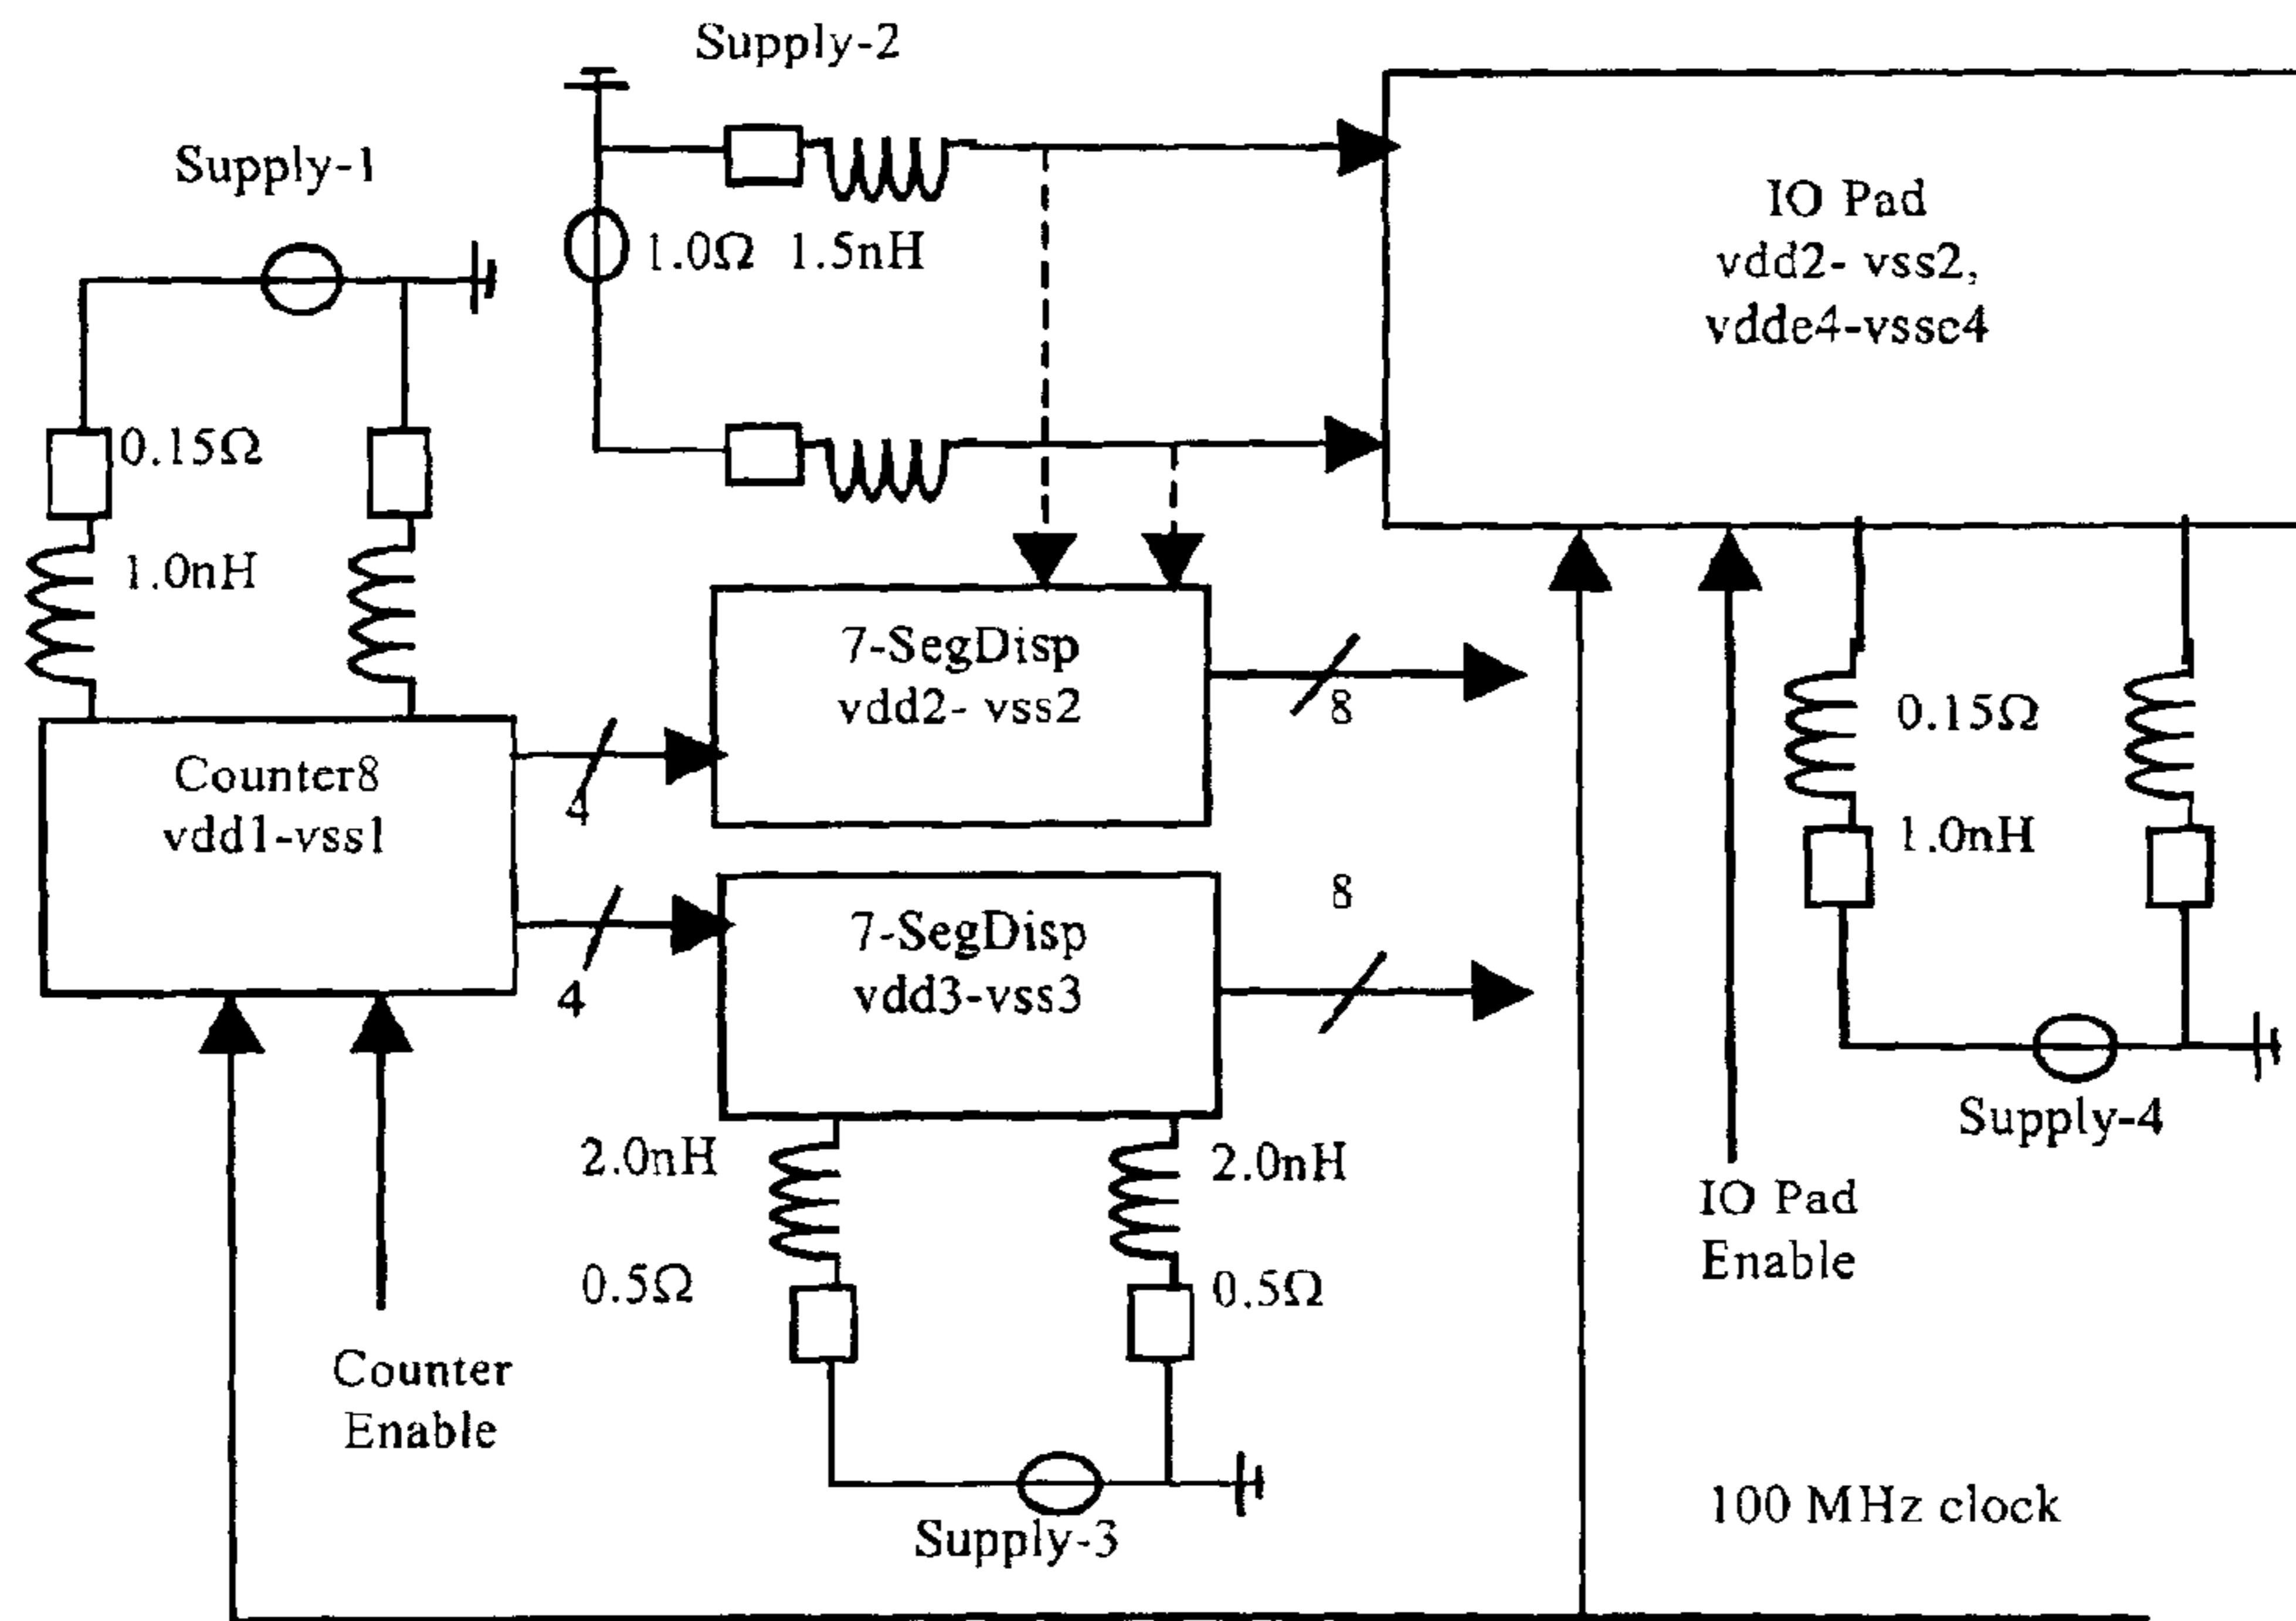 Supply-2
Supply-1
IO Pad
vdd2- vss2,
vdde4-vsse4
1.0Ω 1.5nH
0.15Ω
1.0nH
7-SegDisp
vdd2- vss2
8
0.15Ω
1.0nH
Counter8
vdd1-vss1
4
8
7-SegDisp
vdd3-vss3
4
Supply-4
2.0nH
2.0nH
IO Pad
Enable
0.5Ω
0.5Ω
Counter
Enable
Supply-3
100 MHz clock